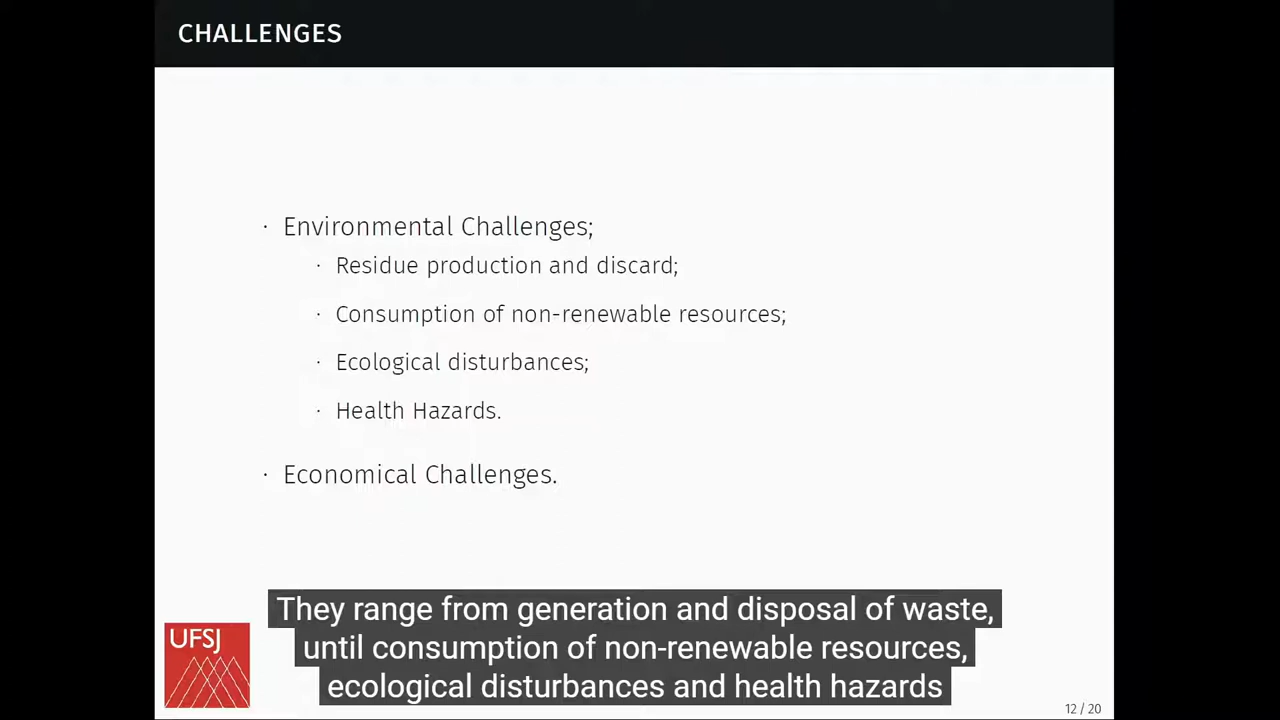 CHALLENGES
· Environmental Challenges;
· Residue production and discard;
· Consumption of non-renewable resources;
· Ecological disturbances;
· Health Hazards.
· Economical Challenges.
They range from generation and disposal of waste,
until consumption of non-renewable resources,
ecological disturbances and health hazards
UFSJ
12 / 20